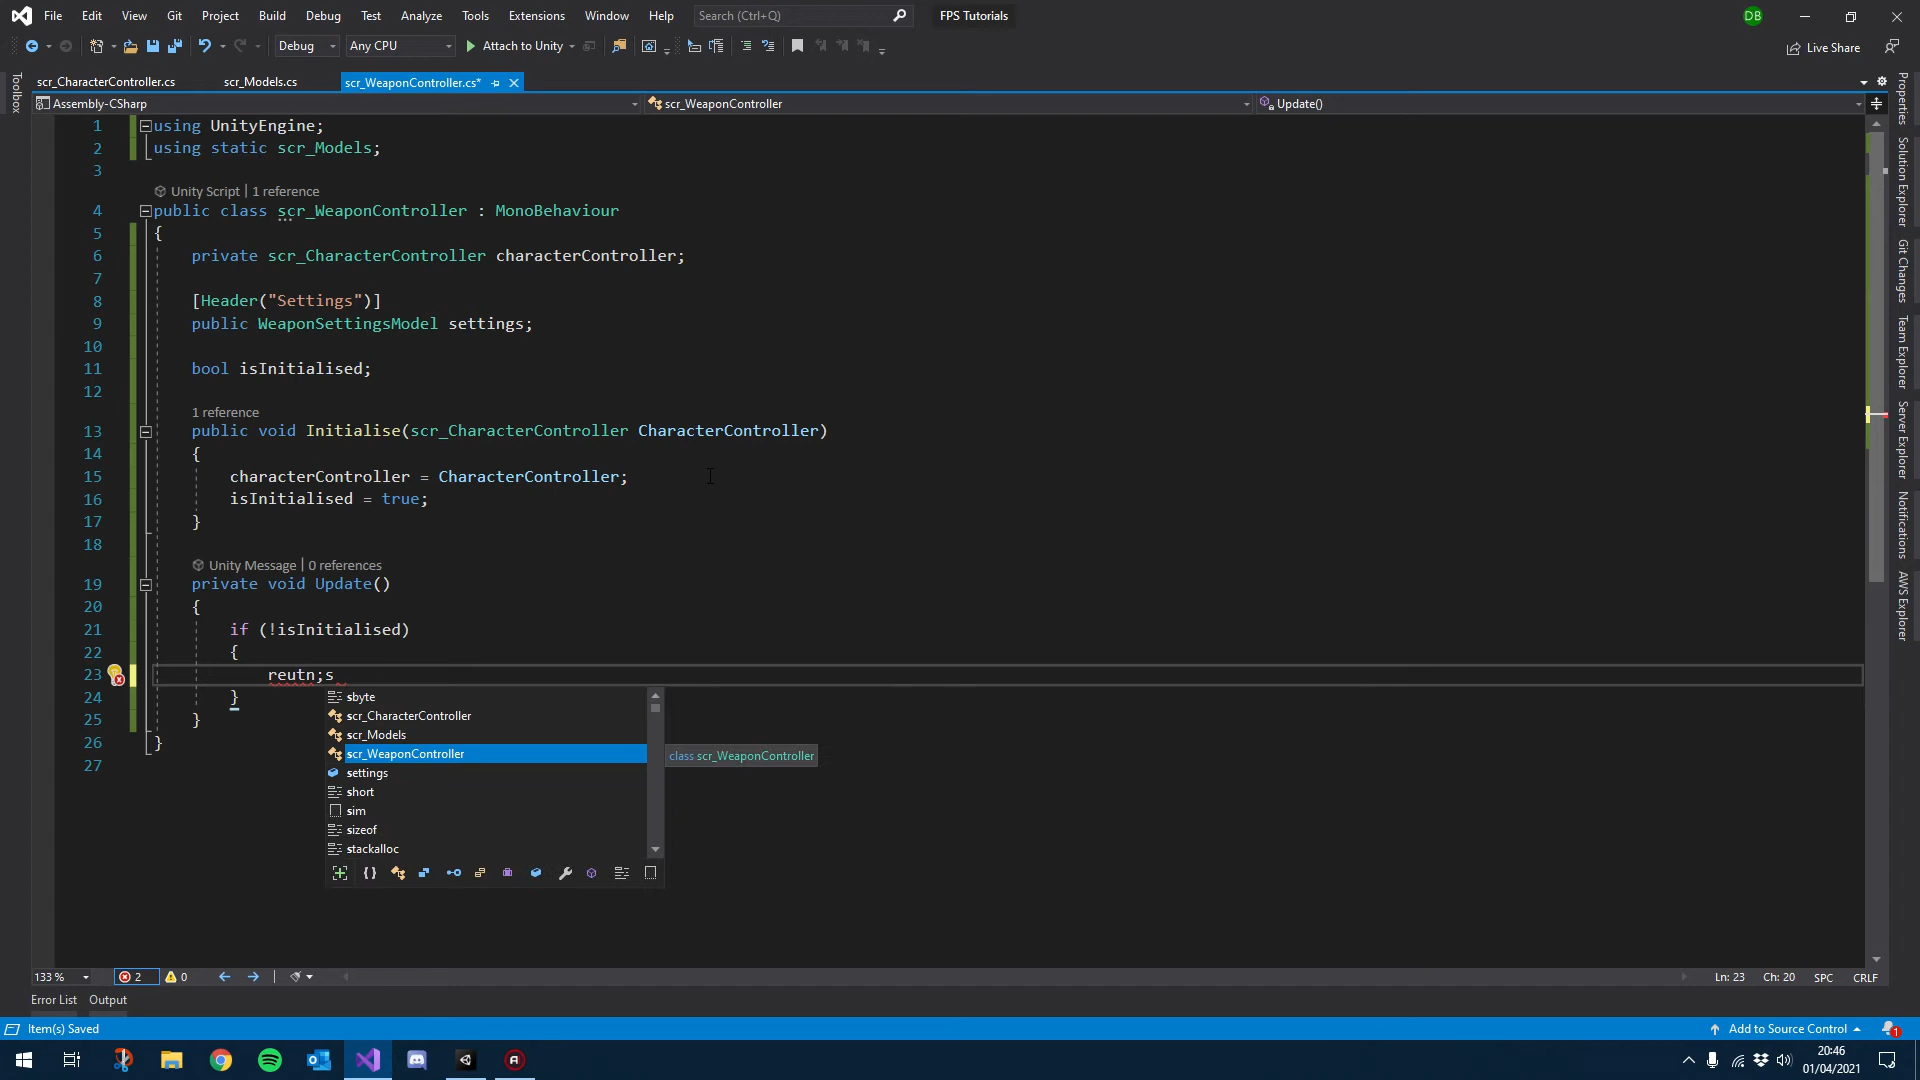 File Edit View Git Project Build Debug Test Analyze Tools Extensions Window Help Search (Ctrl+Q) FPS Tutorials DB
Debug Any CPU Attach to Unity Live Share
scr_CharacterController.cs scr_Models.cs scr_WeaponController.cs*
Assembly-CSharp scr_WeaponController Update()
1 using UnityEngine;
2 using static scr_Models;
3
Unity Script | 1 reference
4 public class scr_WeaponController : MonoBehaviour
5 {
6 private scr_CharacterController characterController;
7
8 [Header("Settings")]
9 public WeaponSettingsModel settings;
10
11 bool isInitialised;
12
1 reference
13 public void Initialise(scr_CharacterController CharacterController)
14 {
15 characterController = CharacterController;
16 isInitialised = true;
17 }
18
Unity Message | 0 references
19 private void Update()
20 {
21 if (!isInitialised)
22 {
23 reutn;s
24 }
25 }
26 }
27
sbyte
scr_CharacterController
scr_Models
scr_WeaponController
class scr_WeaponController
settings
short
sim
sizeof
stackalloc
133 % 2 0 Ln: 23 Ch: 20 SPC CRLF
Error List Output
Item(s) Saved Add to Source Control 1
20:46
01/04/2021
Toolbox
Properties
Solution Explorer
Git Changes
Team Explorer
Server Explorer
Notifications
AWS Explorer